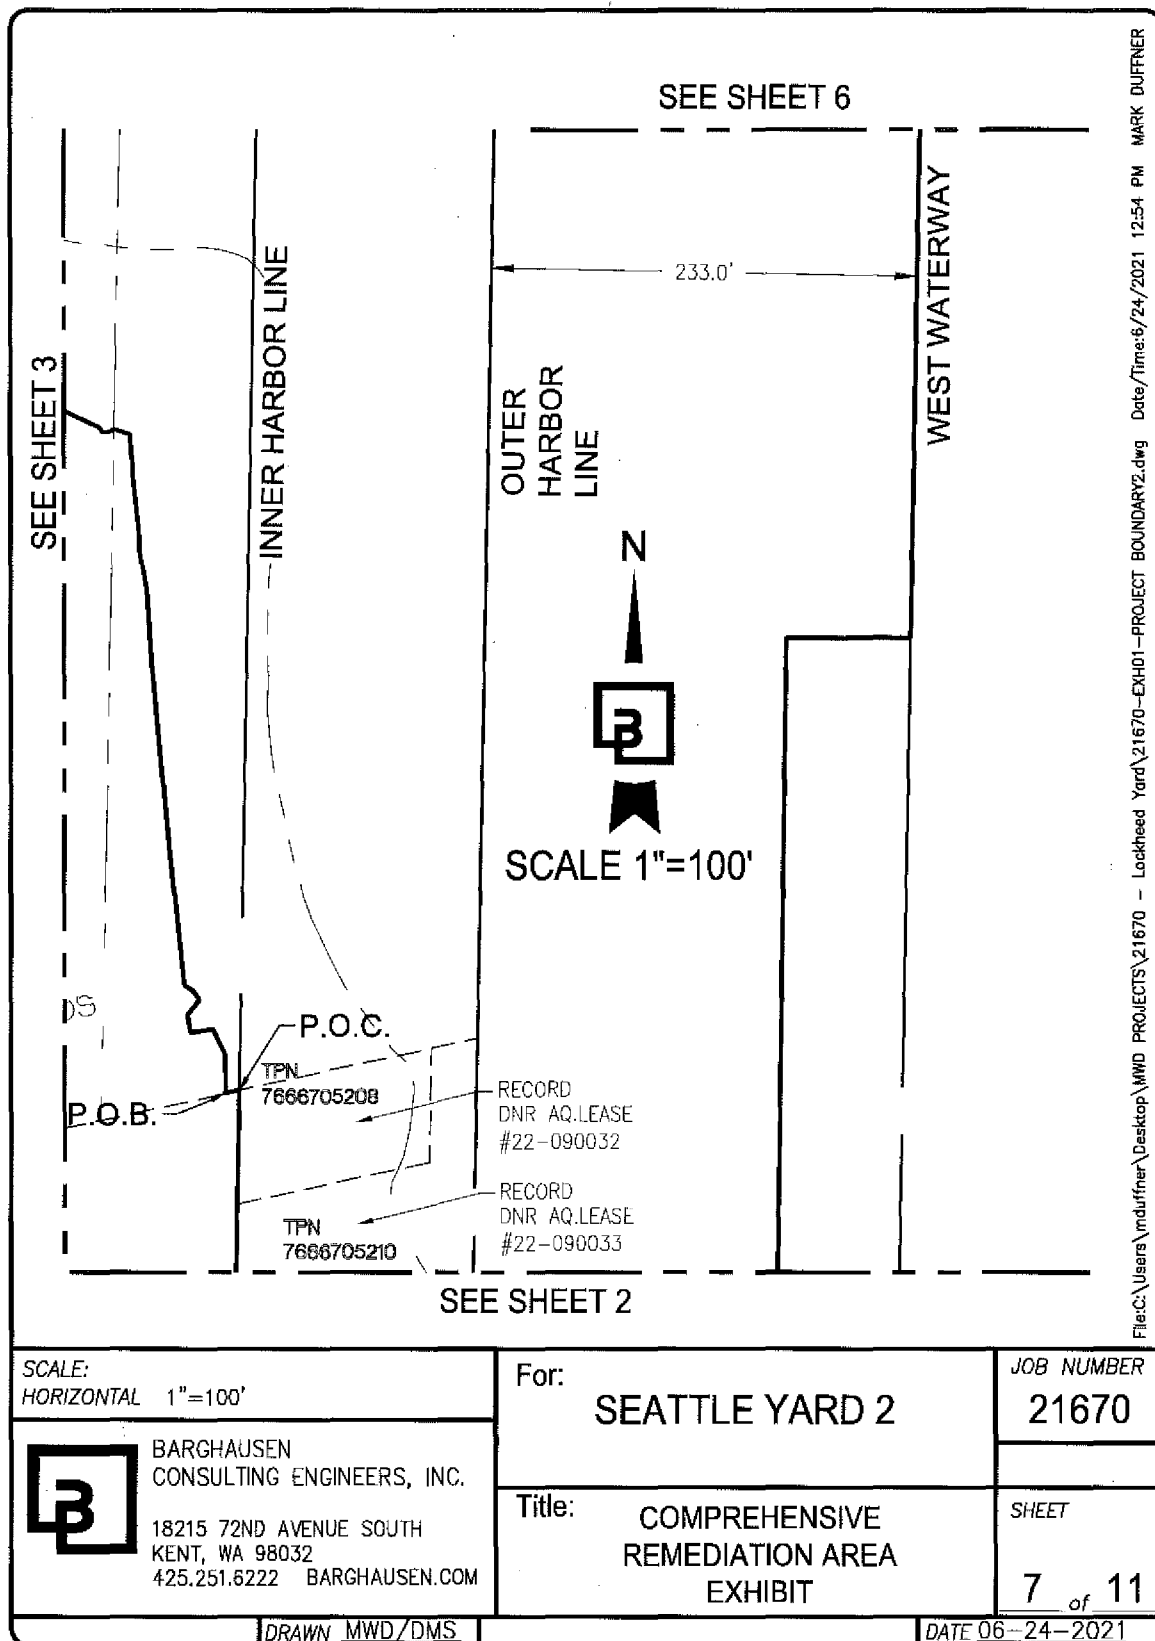 SEE SHEET 6
WEST WATERWAY
233.0'
INNER HARBOR LINE
SEE SHEET 3
OUTER
HARBOR
LINE
N
B
SCALE 1"=100'
P.O.C.
TPN
7666705208
P.O.B.
RECORD
DNR AQ.LEASE
#22-090032
RECORD
DNR AQ.LEASE
#22-090033
TPN
7666705210
SEE SHEET 2
File:C:\Users\mduffner\Desktop\MWD PROJECTS\21670 - Lockheed Yard\21670-EXH01-PROJECT BOUNDARY2.dwg Date/Time:6/24/2021 12:54 PM MARK DUFFNER
SCALE:
HORIZONTAL 1"=100'
B
BARGHAUSEN
CONSULTING ENGINEERS, INC.
18215 72ND AVENUE SOUTH
KENT, WA 98032
425.251.6222 BARGHAUSEN.COM
For:
SEATTLE YARD 2
JOB NUMBER
21670
Title:
COMPREHENSIVE
REMEDIATION AREA
EXHIBIT
SHEET
7 of 11
DRAWN MWD/DMS
DATE 06-24-2021